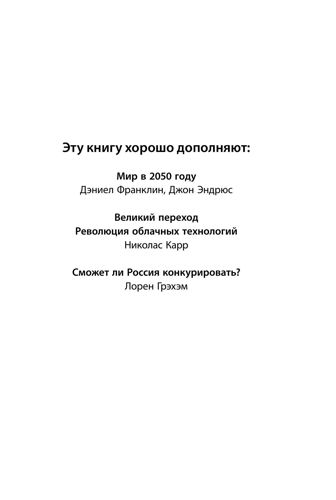 Эту книгу хорошо дополняют:
Мир в 2050 году
Дэниел Франклин, Джон Эндрюс
Великий переход
Революция облачных технологий
Николас Карр
Сможет ли Россия конкурировать?
Лорен Грэхэм